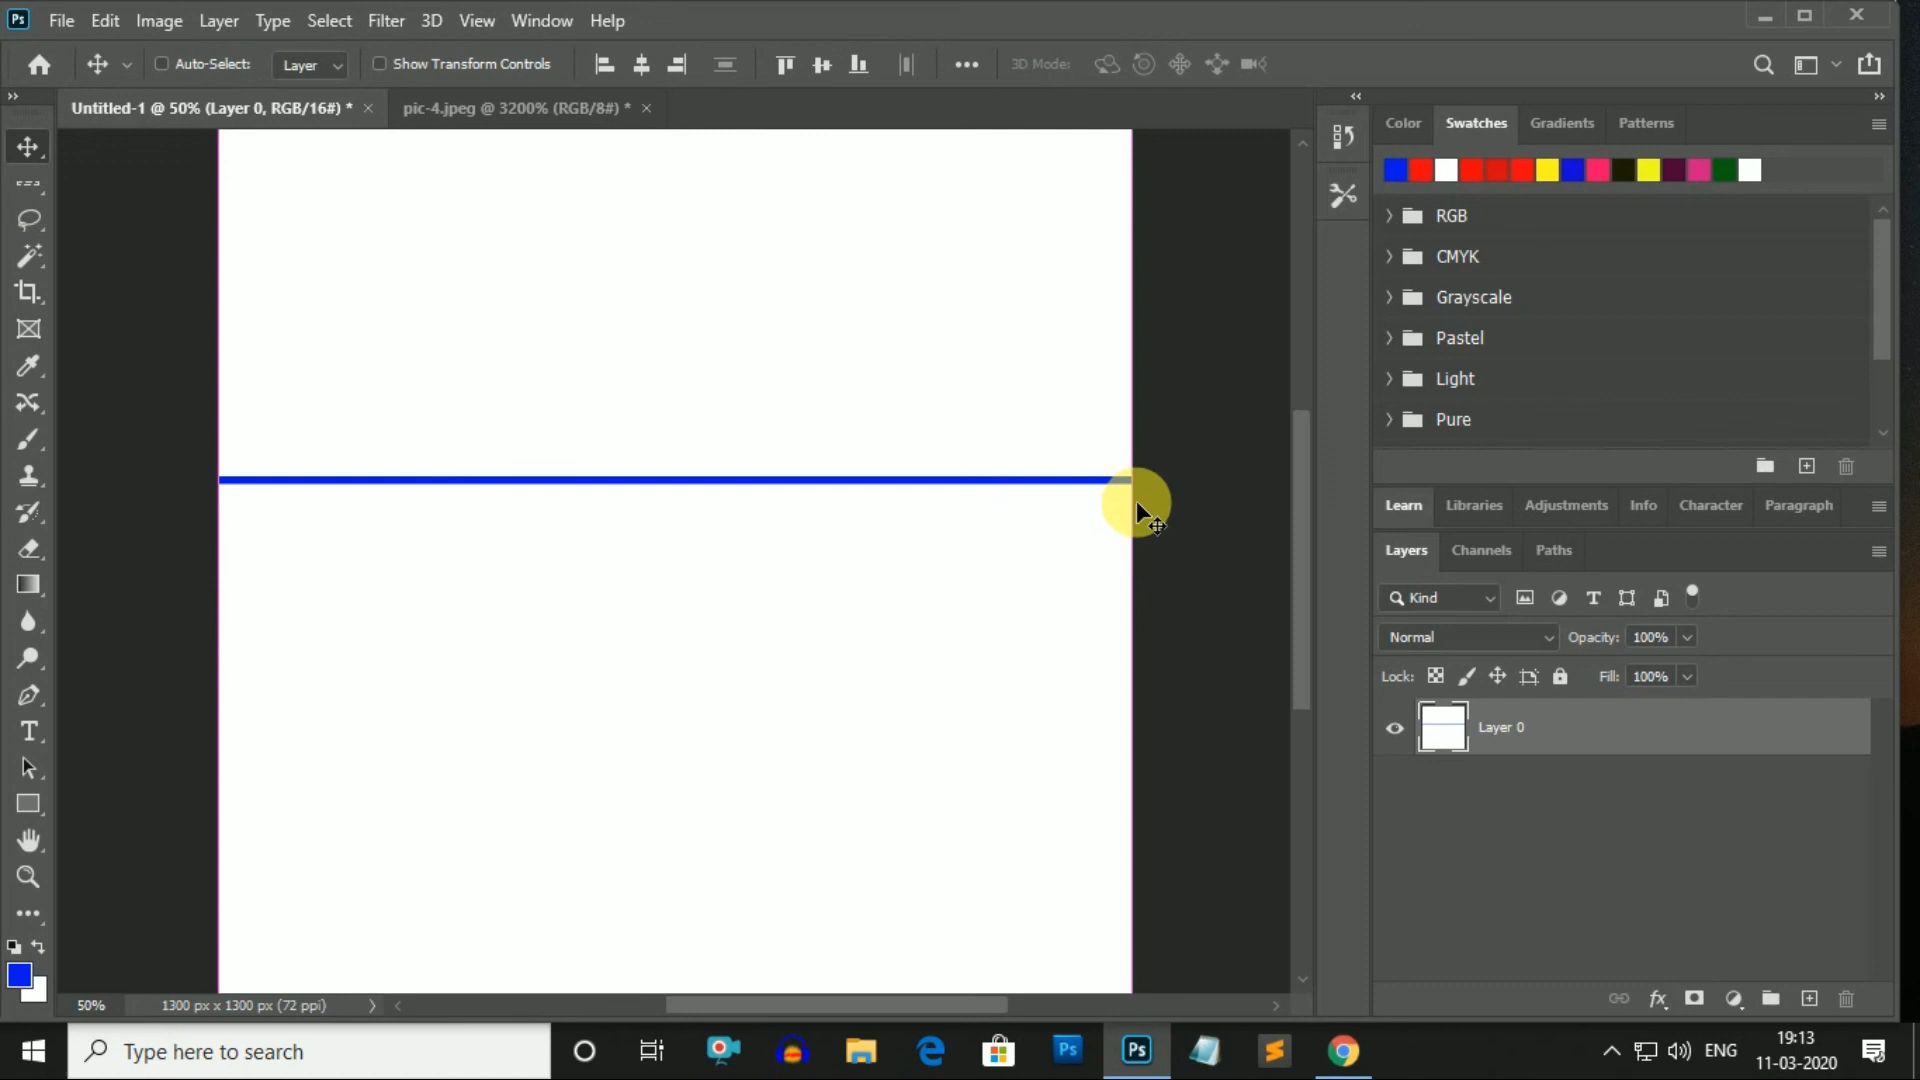 Ps File Edit Image Layer Type Select Filter 3D View Window Help
Auto-Select: Layer Show Transform Controls 3D Mode:
Untitled-1 @ 50% (Layer 0, RGB/16#) * pic-4.jpeg @ 3200% (RGB/8#) *
Color Swatches Gradients Patterns
RGB
CMYK
Grayscale
Pastel
Light
Pure
Learn Libraries Adjustments Info Character Paragraph
Layers Channels Paths
Kind
Normal Opacity: 100%
Lock: Fill: 100%
Layer 0
50% 1300 px x 1300 px (72 ppi)
Type here to search
Ps
Ps
ENG
19:13
11-03-2020